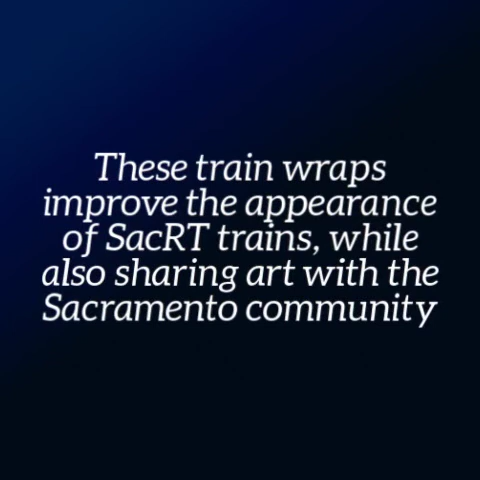 These train wraps
improve the appearance
of SacRT trains, while
also sharing art with the
Sacramento community